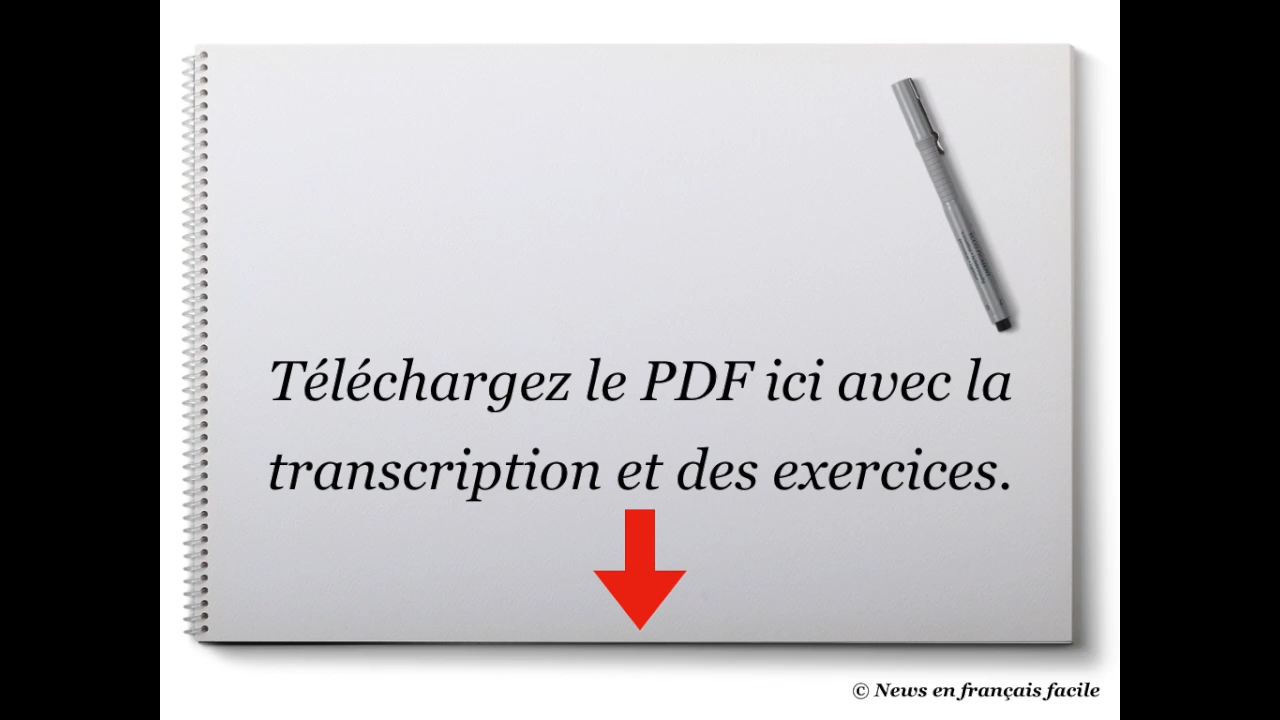 Téléchargez le PDF ici avec la
transcription et des exercices.
© News en français facile